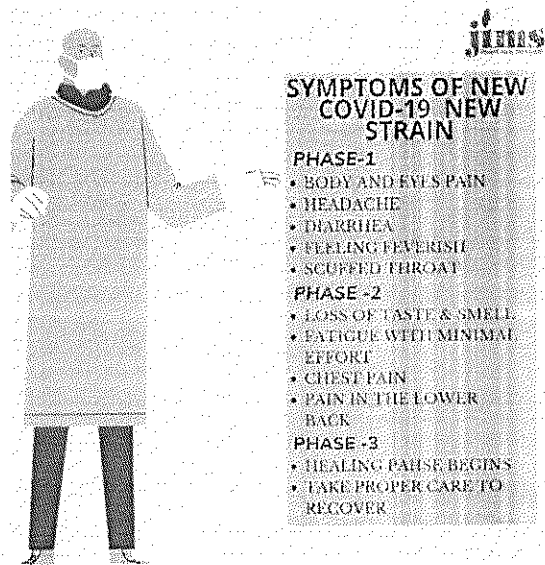 jims
SYMPTOMS OF NEW
COVID-19 NEW
STRAIN
PHASE-1
• BODY AND EYES PAIN
• HEADACHE
• DIARRHEA
• FEELING FEVERISH
• SCUFFED THROAT
PHASE -2
• LOSS OF TASTE & SMELL
• FATIGUE WITH MINIMAL
EFFORT
• CHEST PAIN
• PAIN IN THE LOWER
BACK
PHASE -3
• HEALING PAHSE BEGINS
• TAKE PROPER CARE TO
RECOVER